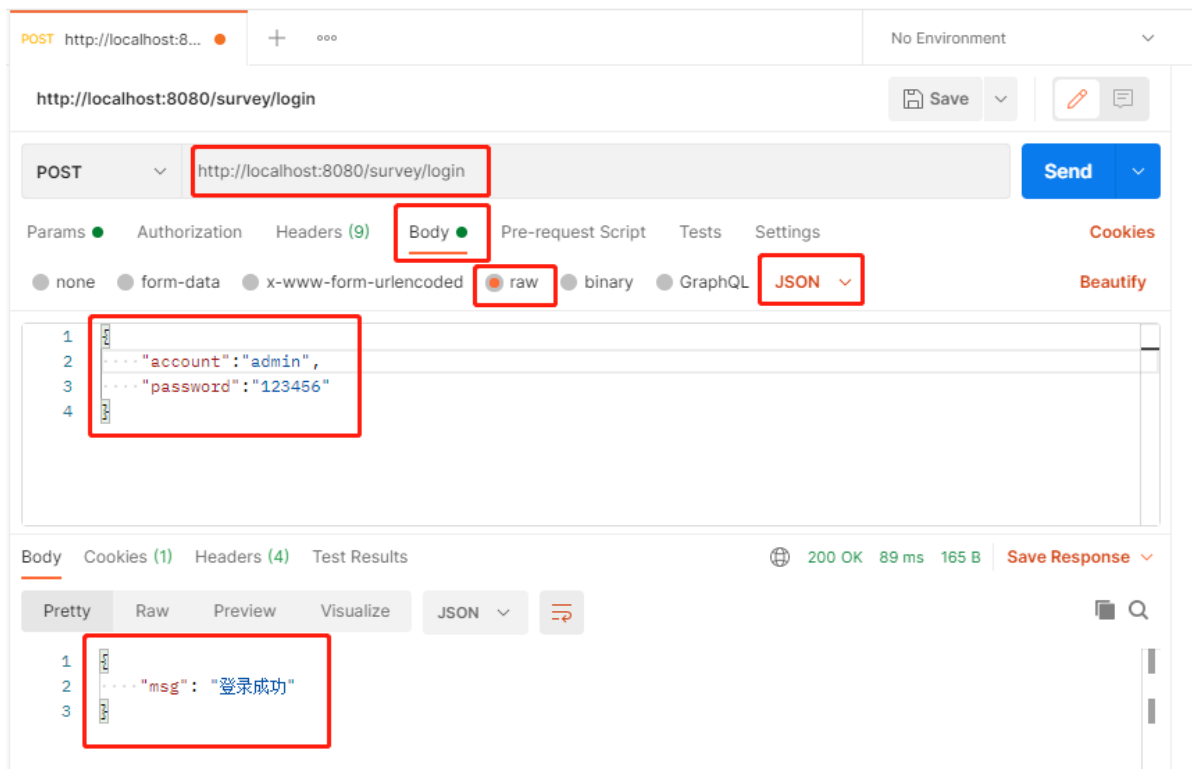 POST http://localhost:8... ooo No Environment
http://localhost:8080/survey/login Save
POST http://localhost:8080/survey/login Send
Params Authorization Headers (9) Body Pre-request Script Tests Settings Cookies
none form-data x-www-form-urlencoded raw binary GraphQL JSON Beautify
1 {
2 ····"account":"admin",
3 ····"password":"123456"
4 }
Body Cookies (1) Headers (4) Test Results 200 OK 89 ms 165 B Save Response
Pretty Raw Preview Visualize JSON
1 {
2 ····"msg": "登录成功"
3 }